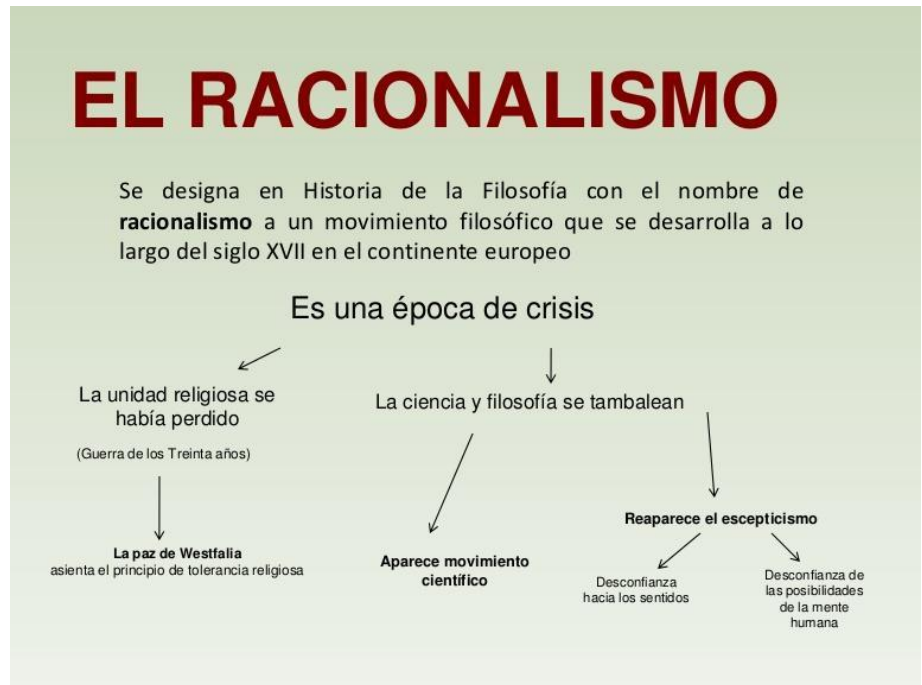 EL RACIONALISMO
Se designa en Historia de la Filosofía con el nombre de
racionalismo a un movimiento filosófico que se desarrolla a lo
largo del siglo XVII en el continente europeo
Es una época de crisis
La unidad religiosa se
había perdido
(Guerra de los Treinta años)
La paz de Westfalia
asienta el principio de tolerancia religiosa
La ciencia y filosofía se tambalean
Aparece movimiento
científico
Reaparece el escepticismo
Desconfianza
hacia los sentidos
Desconfianza de
las posibilidades
de la mente
humana